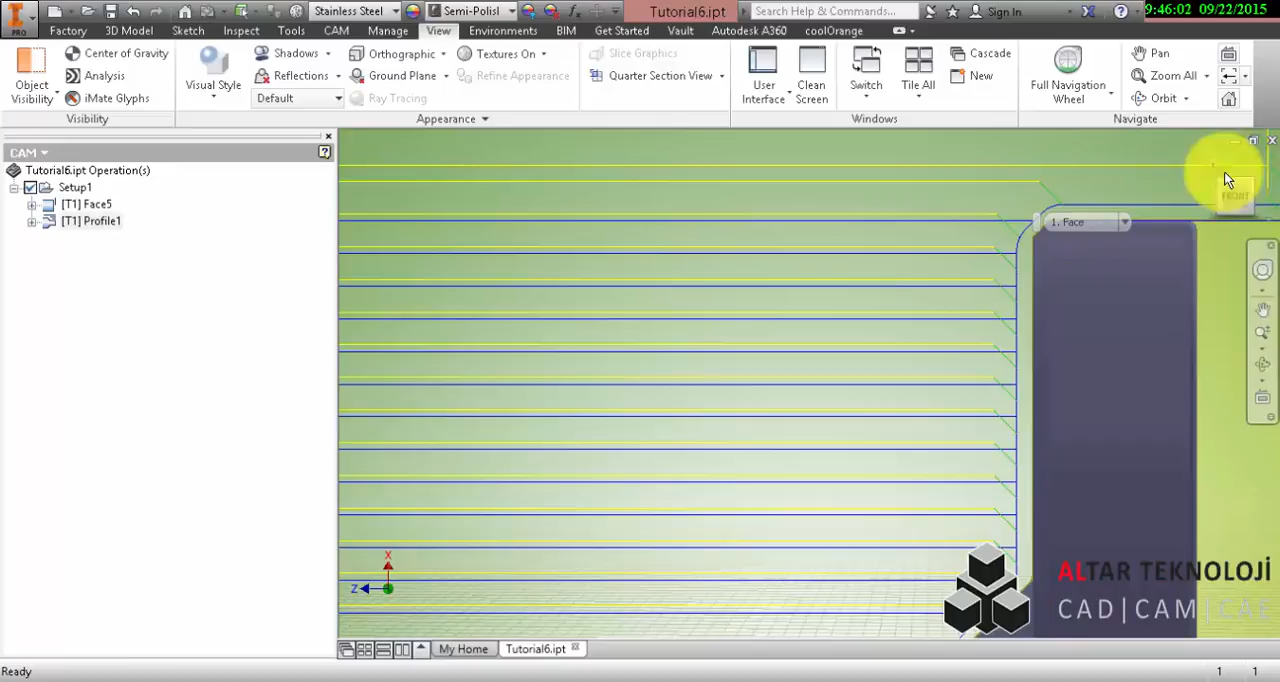 PRO
Stainless Steel
Semi-Polisl
Tutorial6.ipt
Search Help & Commands...
Sign In
9:46:02 09/22/2015
Factory 3D Model Sketch Inspect Tools CAM Manage View Environments BIM Get Started Vault Autodesk A360 coolOrange
Object Visibility
Center of Gravity
Analysis
iMate Glyphs
Visibility
Visual Style
Shadows
Reflections
Default
Orthographic
Ground Plane
Ray Tracing
Textures On
Refine Appearance
Slice Graphics
Quarter Section View
Appearance
User Interface
Clean Screen
Switch
Tile All
Cascade
New
Windows
Full Navigation Wheel
Pan
Zoom All
Orbit
Navigate
CAM
Tutorial6.ipt Operation(s)
Setup1
[T1] Face5
[T1] Profile1
FRONT
1. Face
X
Z
ALTAR TEKNOLOJİ
CAD|CAM|CAE
My Home
Tutorial6.ipt
Ready
1 1